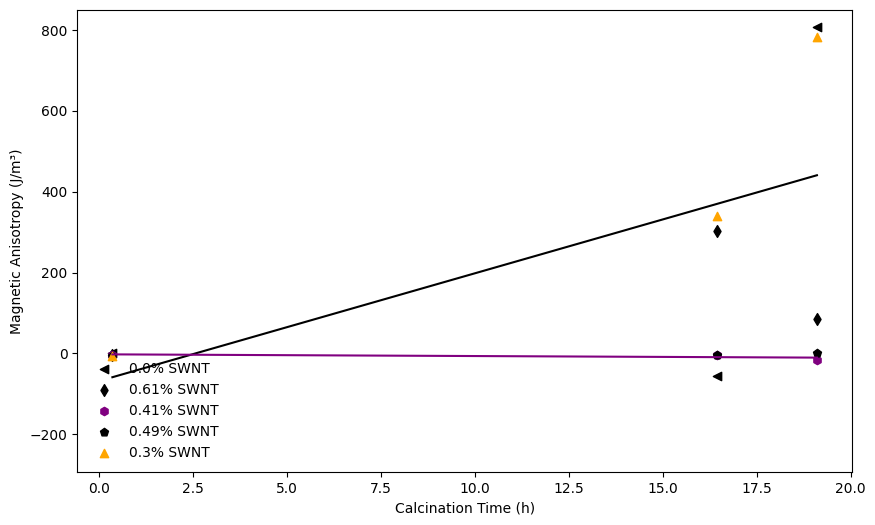 800
600
400
200
0
−200
Magnetic Anisotropy (J/m³)
0.0% SWNT
0.61% SWNT
0.41% SWNT
0.49% SWNT
0.3% SWNT
0.0 2.5 5.0 7.5 10.0 12.5 15.0 17.5 20.0
Calcination Time (h)